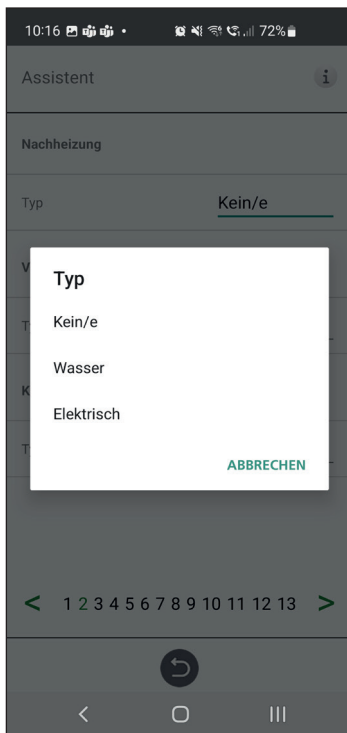 10:16 72%
Assistent i
Nachheizung
Typ Kein/e
V
Typ
T
Kein/e
Wasser
K
Elektrisch
T
ABBRECHEN
< 1 2 3 4 5 6 7 8 9 10 11 12 13 >